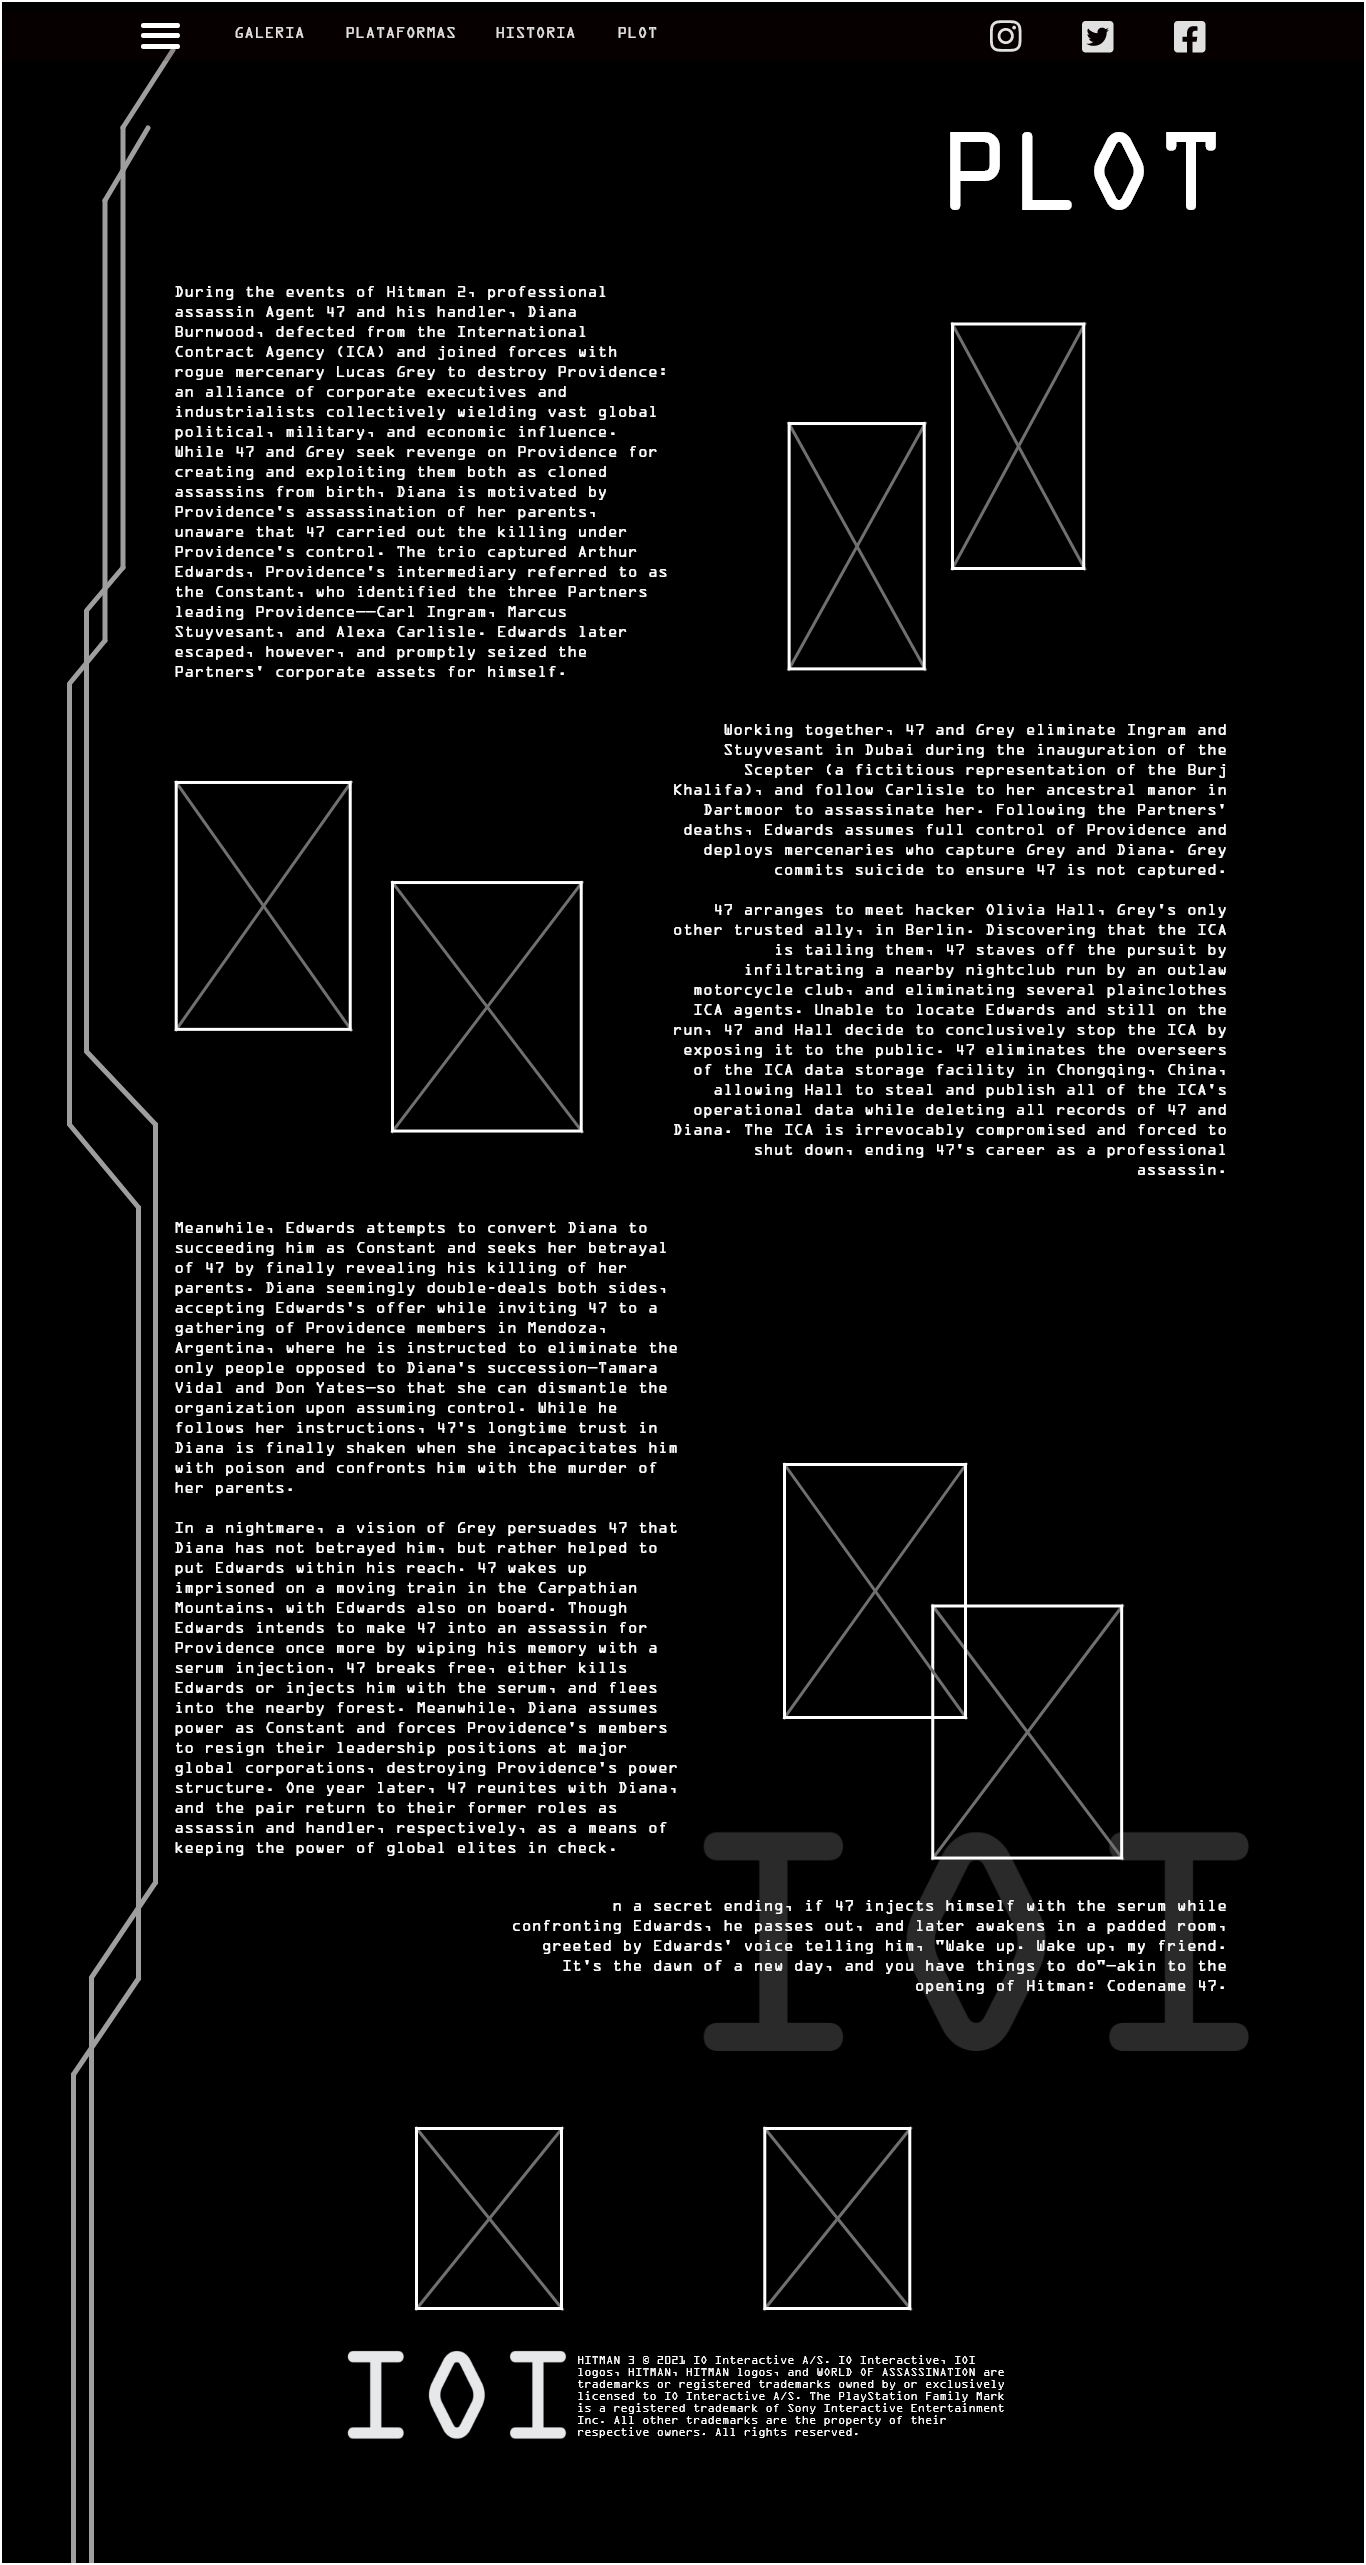 GALERIA PLATAFORMAS HISTORIA PLOT
PLOT
During the events of Hitman 2, professional
assassin Agent 47 and his handler, Diana
Burnwood, defected from the International
Contract Agency (ICA) and joined forces with
rogue mercenary Lucas Grey to destroy Providence:
an alliance of corporate executives and
industrialists collectively wielding vast global
political, military, and economic influence.
While 47 and Grey seek revenge on Providence for
creating and exploiting them both as cloned
assassins from birth, Diana is motivated by
Providence's assassination of her parents,
unaware that 47 carried out the killing under
Providence's control. The trio captured Arthur
Edwards, Providence's intermediary referred to as
the Constant, who identified the three Partners
leading Providence——Carl Ingram, Marcus
Stuyvesant, and Alexa Carlisle. Edwards later
escaped, however, and promptly seized the
Partners' corporate assets for himself.
Working together, 47 and Grey eliminate Ingram and
Stuyvesant in Dubai during the inauguration of the
Scepter (a fictitious representation of the Burj
Khalifa), and follow Carlisle to her ancestral manor in
Dartmoor to assassinate her. Following the Partners'
deaths, Edwards assumes full control of Providence and
deploys mercenaries who capture Grey and Diana. Grey
commits suicide to ensure 47 is not captured.
47 arranges to meet hacker Olivia Hall, Grey's only
other trusted ally, in Berlin. Discovering that the ICA
is tailing them, 47 staves off the pursuit by
infiltrating a nearby nightclub run by an outlaw
motorcycle club, and eliminating several plainclothes
ICA agents. Unable to locate Edwards and still on the
run, 47 and Hall decide to conclusively stop the ICA by
exposing it to the public. 47 eliminates the overseers
of the ICA data storage facility in Chongqing, China,
allowing Hall to steal and publish all of the ICA's
operational data while deleting all records of 47 and
Diana. The ICA is irrevocably compromised and forced to
shut down, ending 47's career as a professional
assassin.
Meanwhile, Edwards attempts to convert Diana to
succeeding him as Constant and seeks her betrayal
of 47 by finally revealing his killing of her
parents. Diana seemingly double-deals both sides,
accepting Edwards's offer while inviting 47 to a
gathering of Providence members in Mendoza,
Argentina, where he is instructed to eliminate the
only people opposed to Diana's succession—Tamara
Vidal and Don Yates—so that she can dismantle the
organization upon assuming control. While he
follows her instructions, 47's longtime trust in
Diana is finally shaken when she incapacitates him
with poison and confronts him with the murder of
her parents.
In a nightmare, a vision of Grey persuades 47 that
Diana has not betrayed him, but rather helped to
put Edwards within his reach. 47 wakes up
imprisoned on a moving train in the Carpathian
Mountains, with Edwards also on board. Though
Edwards intends to make 47 into an assassin for
Providence once more by wiping his memory with a
serum injection, 47 breaks free, either kills
Edwards or injects him with the serum, and flees
into the nearby forest. Meanwhile, Diana assumes
power as Constant and forces Providence's members
to resign their leadership positions at major
global corporations, destroying Providence's power
structure. One year later, 47 reunites with Diana,
and the pair return to their former roles as
assassin and handler, respectively, as a means of
keeping the power of global elites in check.
IOI
n a secret ending, if 47 injects himself with the serum while
confronting Edwards, he passes out, and later awakens in a padded room,
greeted by Edwards' voice telling him, "Wake up. Wake up, my friend.
It's the dawn of a new day, and you have things to do"—akin to the
opening of Hitman: Codename 47.
IOI
HITMAN 3 © 2021 IO Interactive A/S. IO Interactive, IOI
logos, HITMAN, HITMAN logos, and WORLD OF ASSASSINATION are
trademarks or registered trademarks owned by or exclusively
licensed to IO Interactive A/S. The PlayStation Family Mark
is a registered trademark of Sony Interactive Entertainment
Inc. All other trademarks are the property of their
respective owners. All rights reserved.